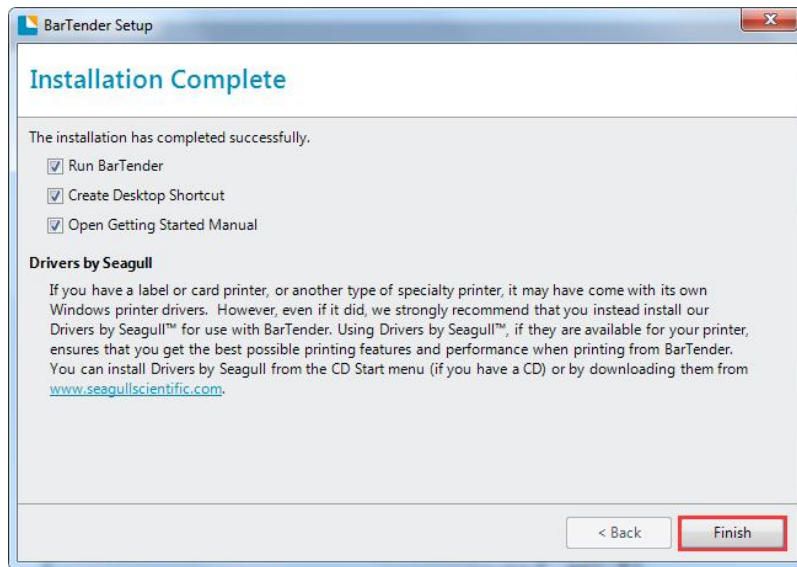 BarTender Setup
Installation Complete
The installation has completed successfully.
Run BarTender
Create Desktop Shortcut
Open Getting Started Manual
Drivers by Seagull
If you have a label or card printer, or another type of specialty printer, it may have come with its own
Windows printer drivers.  However, even if it did, we strongly recommend that you instead install our
Drivers by Seagull™ for use with BarTender. Using Drivers by Seagull™, if they are available for your printer,
ensures that you get the best possible printing features and performance when printing from BarTender.
You can install Drivers by Seagull from the CD Start menu (if you have a CD) or by downloading them from
www.seagullscientific.com.
< Back Finish